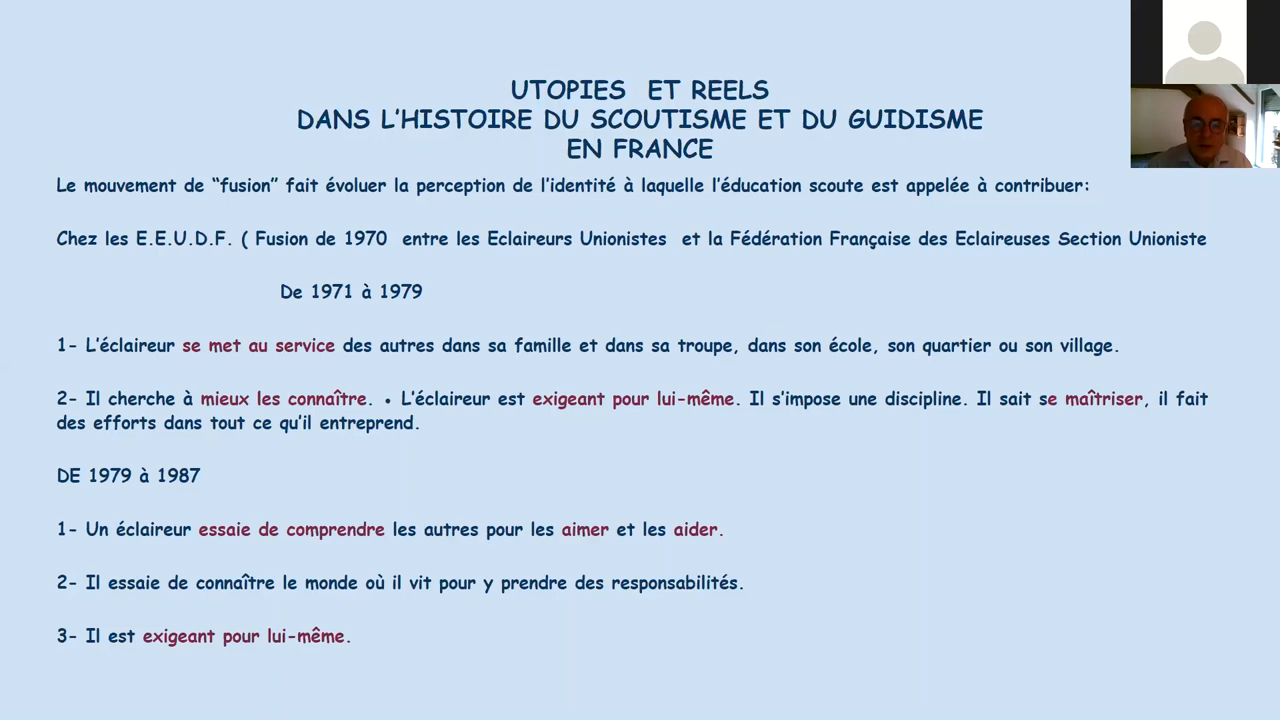 UTOPIES ET REELS
DANS L'HISTOIRE DU SCOUTISME ET DU GUIDISME
EN FRANCE
Le mouvement de “fusion” fait évoluer la perception de l'identité à laquelle l'éducation scoute est appelée à contribuer:
Chez les E.E.U.D.F. ( Fusion de 1970 entre les Eclaireurs Unionistes et la Fédération Française des Eclaireuses Section Unioniste
De 1971 à 1979
1- L'éclaireur se met au service des autres dans sa famille et dans sa troupe, dans son école, son quartier ou son village.
2- Il cherche à mieux les connaître. • L'éclaireur est exigeant pour lui-même. Il s'impose une discipline. Il sait se maîtriser, il fait
des efforts dans tout ce qu'il entreprend.
DE 1979 à 1987
1- Un éclaireur essaie de comprendre les autres pour les aimer et les aider.
2- Il essaie de connaître le monde où il vit pour y prendre des responsabilités.
3- Il est exigeant pour lui-même.